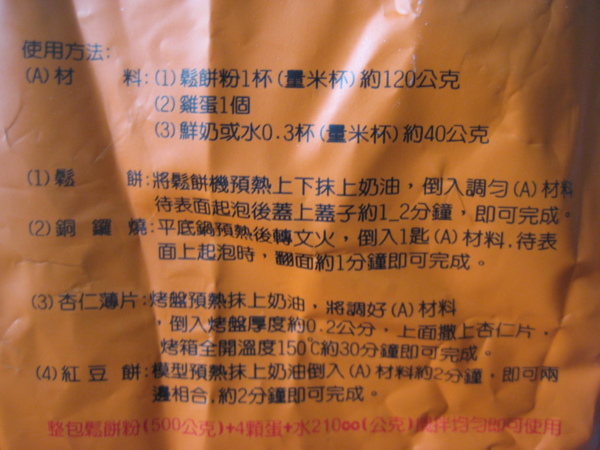 使用方法:
(A)材 料:(1)鬆餅粉1杯(量米杯)約120公克
(2)雞蛋1個
(3)鮮奶或水0.3杯(量米杯)約40公克
(1)鬆 餅:將鬆餅機預熱上下抹上奶油，倒入調勻(A)材料
待表面起泡後蓋上蓋子約1_2分鐘，即可完成。
(2)銅鑼燒:平底鍋預熱後轉文火，倒入1匙(A)材料.待表
面上起泡時，翻面約1分鐘即可完成。
(3)杏仁薄片:烤盤預熱抹上奶油，將調好(A)材料
，倒入烤盤厚度約0.2公分，上面撒上杏仁片，
烤箱全開溫度150℃約30分鐘即可完成。
(4)紅豆餅:模型預熱抹上奶油倒入(A)材料約2分鐘，即可兩
邊相合，約2分鐘即可完成。
整包鬆餅粉(500公克)+4顆蛋+水210cc(公克)拌均勻即可使用